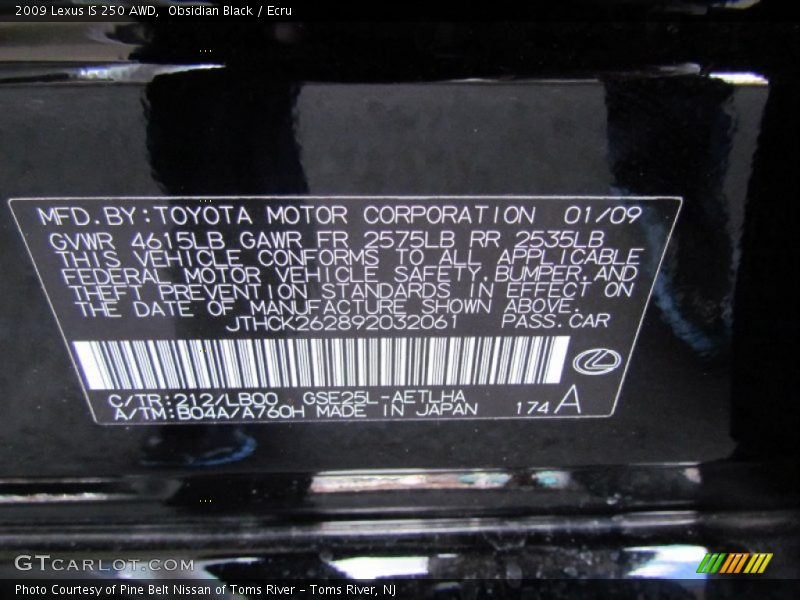 2009 Lexus IS 250 AWD, Obsidian Black / Ecru
MFD.BY:TOYOTA MOTOR CORPORATION 01/09
GVWR 4615LB GAWR FR 2575LB RR 2535LB
THIS VEHICLE CONFORMS TO ALL APPLICABLE
FEDERAL MOTOR VEHICLE SAFETY,BUMPER,AND
THEFT PREVENTION STANDARDS IN EFFECT ON
THE DATE OF MANUFACTURE SHOWN ABOVE.
JTHCK262892032061 PASS.CAR
C/TR:212/LB00 GSE25L-AETLHA
A/TM:B04A/A760H MADE IN JAPAN 174 A
GTCARLOT.COM
Photo Courtesy of Pine Belt Nissan of Toms River – Toms River, NJ